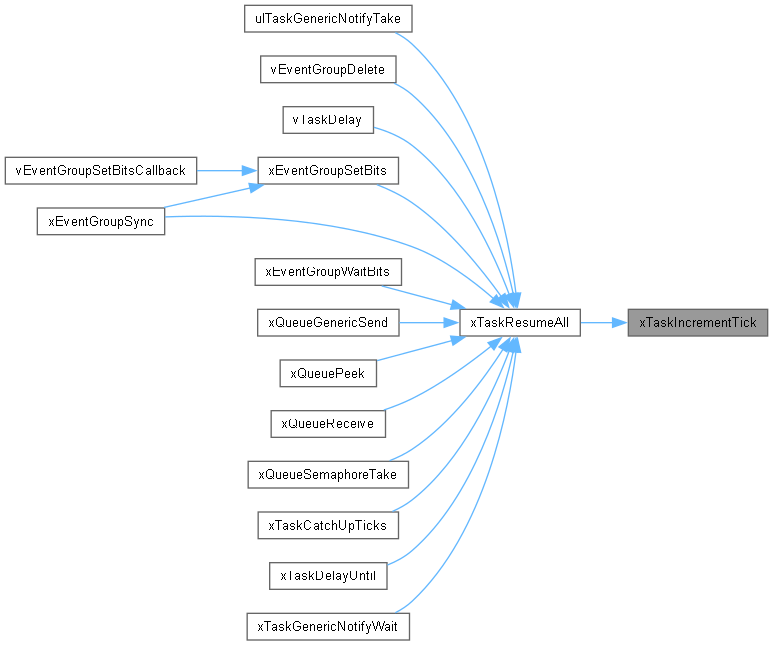 ulTaskGenericNotifyTake
vEventGroupDelete
vTaskDelay
vEventGroupSetBitsCallback
xEventGroupSetBits
xEventGroupSync
xEventGroupWaitBits
xQueueGenericSend
xTaskResumeAll
xTaskIncrementTick
xQueuePeek
xQueueReceive
xQueueSemaphoreTake
xTaskCatchUpTicks
xTaskDelayUntil
xTaskGenericNotifyWait